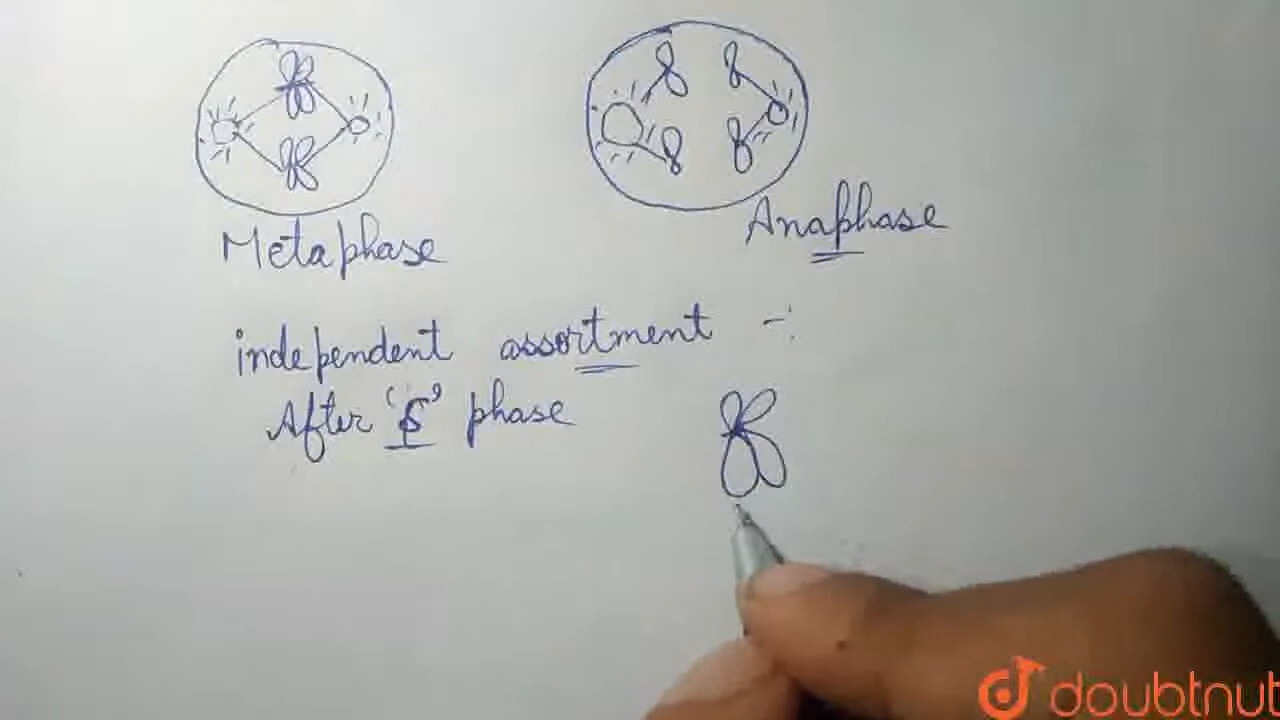 Metaphase
Anaphase
independent assortment -:
After 'S' phase
doubtnut